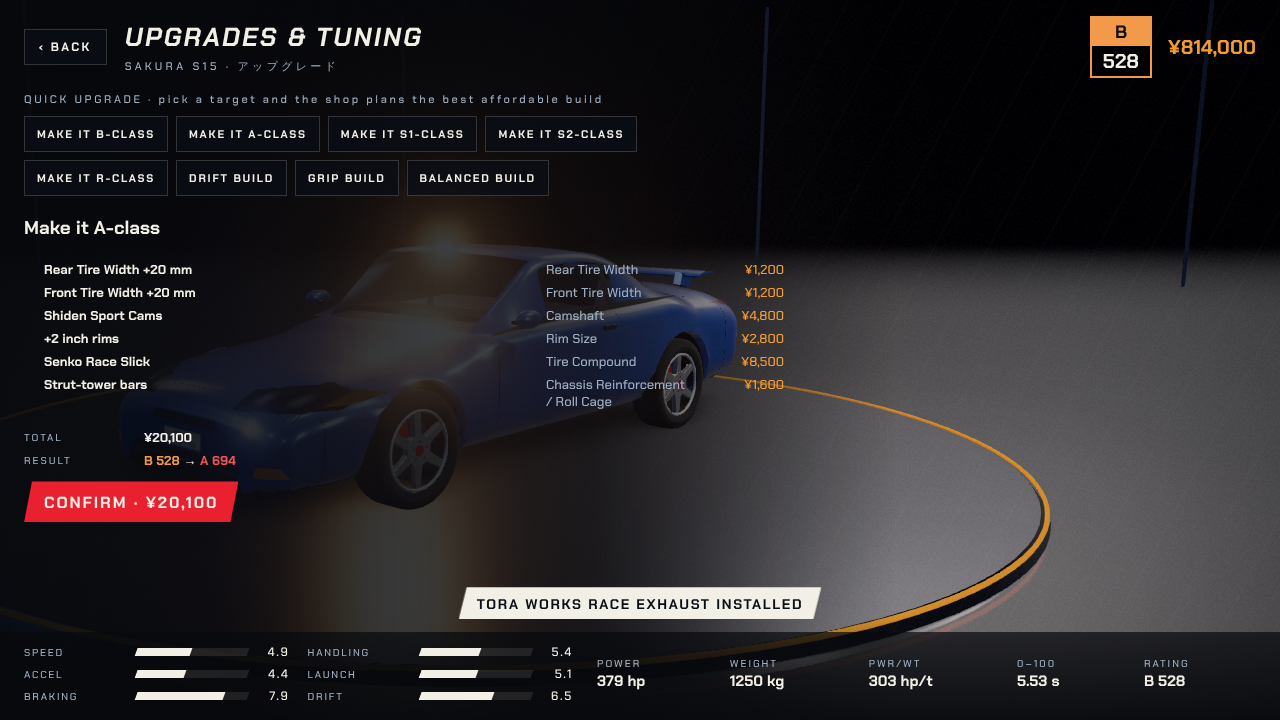 ‹ BACK
UPGRADES & TUNING
SAKURA S15 · アップグレード
B
528
¥814,000
QUICK UPGRADE · pick a target and the shop plans the best affordable build
MAKE IT B-CLASS
MAKE IT A-CLASS
MAKE IT S1-CLASS
MAKE IT S2-CLASS
MAKE IT R-CLASS
DRIFT BUILD
GRIP BUILD
BALANCED BUILD
Make it A-class
Rear Tire Width +20 mm Rear Tire Width ¥1,200
Front Tire Width +20 mm Front Tire Width ¥1,200
Shiden Sport Cams Camshaft ¥4,800
+2 inch rims Rim Size ¥2,800
Senko Race Slick Tire Compound ¥8,500
Strut-tower bars Chassis Reinforcement ¥1,600
/ Roll Cage
TOTAL ¥20,100
RESULT B 528 → A 694
CONFIRM · ¥20,100
TORA WORKS RACE EXHAUST INSTALLED
SPEED 4.9
ACCEL 4.4
BRAKING 7.9
HANDLING 5.4
LAUNCH 5.1
DRIFT 6.5
POWER
379 hp
WEIGHT
1250 kg
PWR/WT
303 hp/t
0–100
5.53 s
RATING
B 528